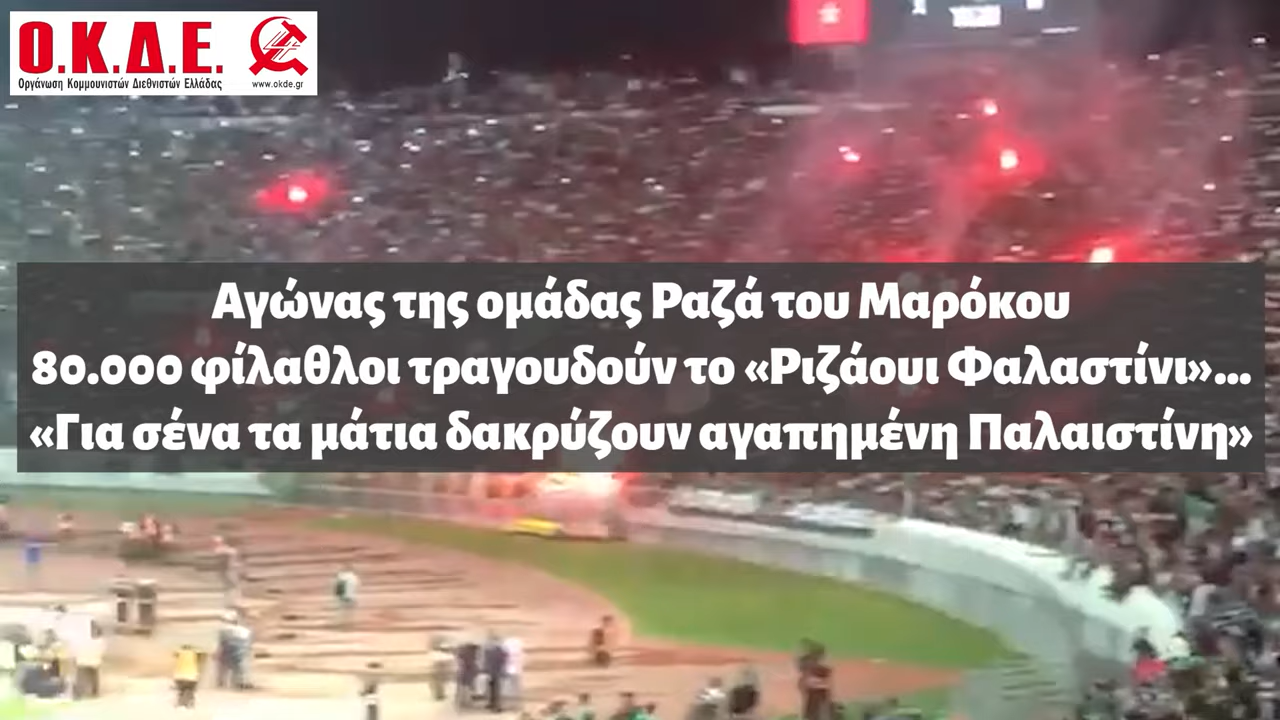 Ο.Κ.Δ.Ε.
Οργάνωση Κομμουνιστών Διεθνιστών Ελλάδας
www.okde.gr
Αγώνας της ομάδας Ραζά του Μαρόκου
80.000 φίλαθλοι τραγουδούν το «Ριζάουι Φαλαστίνι»...
«Για σένα τα μάτια δακρύζουν αγαπημένη Παλαιστίνη»